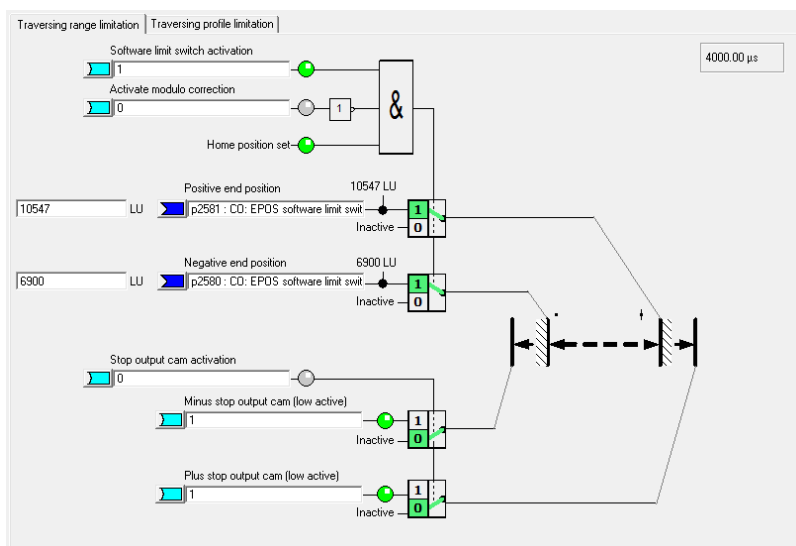 Traversing range limitation Traversing profile limitation
Software limit switch activation
4000.00 µs
1
Activate modulo correction
0
1
&
Home position set
Positive end position 10547 LU
10547 LU p2581 : CO: EPOS software limit swit 1
Inactive 0
Negative end position 6900 LU
6900 LU p2580 : CO: EPOS software limit swit 1
Inactive 0
Stop output cam activation
0
Minus stop output cam (low active)
1 1
Inactive 0
Plus stop output cam (low active)
1 1
Inactive 0